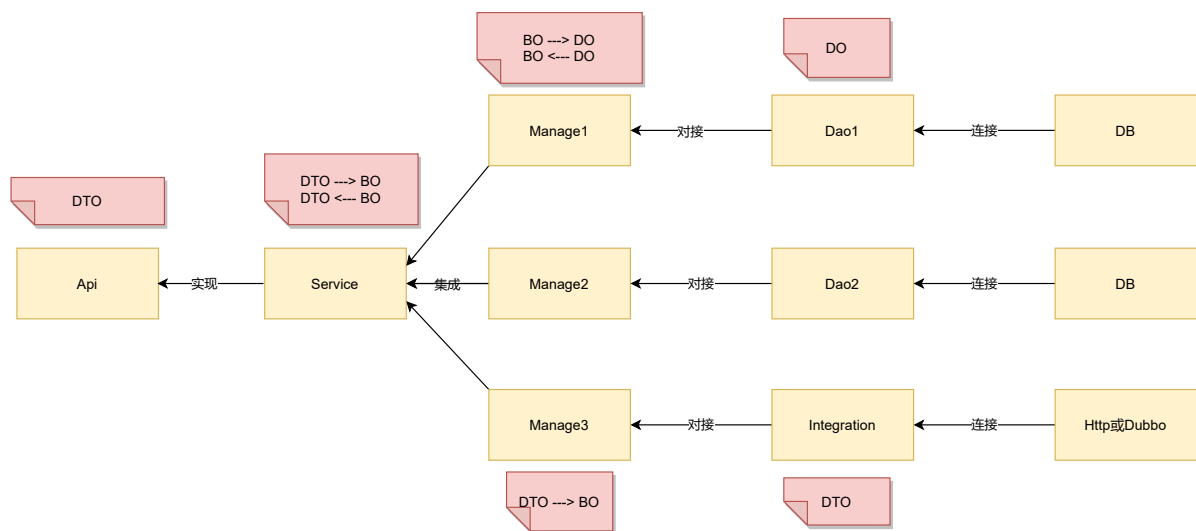 BO ---> DO
BO <--- DO
DO
Manage1
对接
Dao1
连接
DB
DTO ---> BO
DTO <--- BO
DTO
Api
实现
Service
集成
Manage2
对接
Dao2
连接
DB
Manage3
对接
Integration
连接
Http或Dubbo
DTO ---> BO
DTO